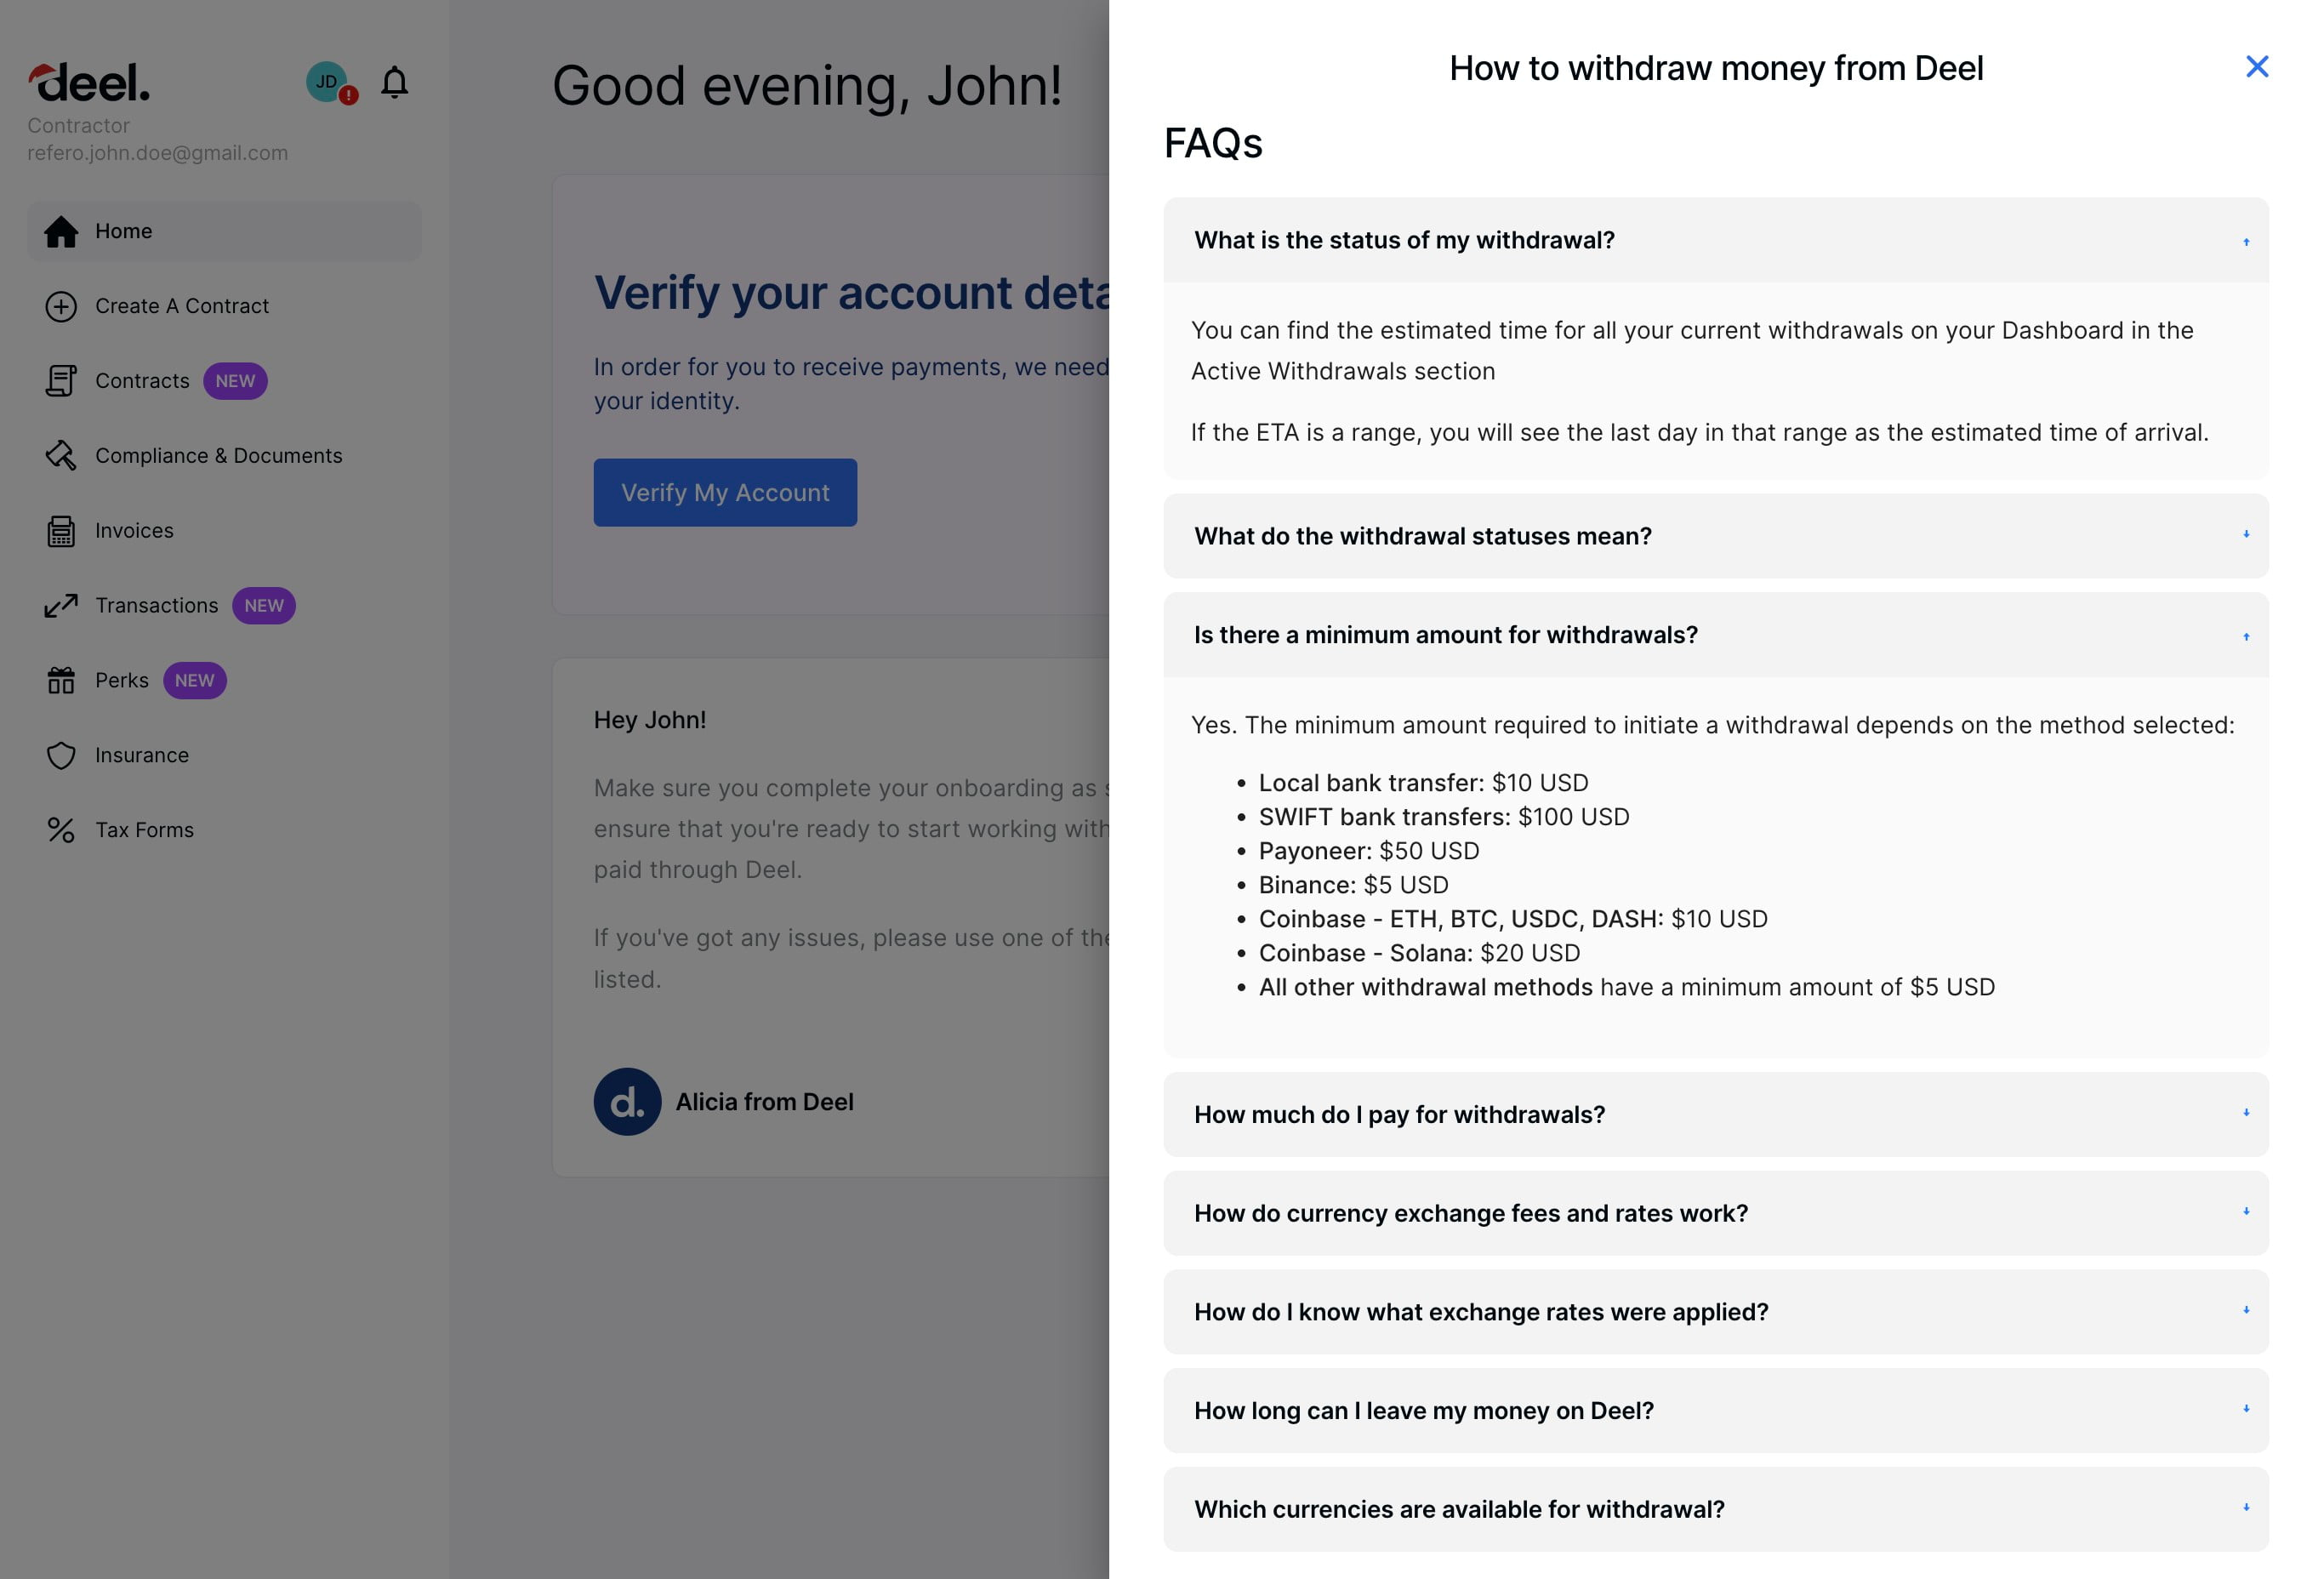 deel.
JD
Contractor
refero.john.doe@gmail.com
Home
Create A Contract
Contracts NEW
Compliance & Documents
Invoices
Transactions NEW
Perks NEW
Insurance
Tax Forms
Good evening, John!
Verify your account deta
In order for you to receive payments, we need
your identity.
Verify My Account
Hey John!
Make sure you complete your onboarding as s
ensure that you're ready to start working with
paid through Deel.
If you've got any issues, please use one of the
listed.
d.
Alicia from Deel
How to withdraw money from Deel
FAQs
What is the status of my withdrawal?
You can find the estimated time for all your current withdrawals on your Dashboard in the
Active Withdrawals section
If the ETA is a range, you will see the last day in that range as the estimated time of arrival.
What do the withdrawal statuses mean?
Is there a minimum amount for withdrawals?
Yes. The minimum amount required to initiate a withdrawal depends on the method selected:
• Local bank transfer: $10 USD
• SWIFT bank transfers: $100 USD
• Payoneer: $50 USD
• Binance: $5 USD
• Coinbase - ETH, BTC, USDC, DASH: $10 USD
• Coinbase - Solana: $20 USD
• All other withdrawal methods have a minimum amount of $5 USD
How much do I pay for withdrawals?
How do currency exchange fees and rates work?
How do I know what exchange rates were applied?
How long can I leave my money on Deel?
Which currencies are available for withdrawal?